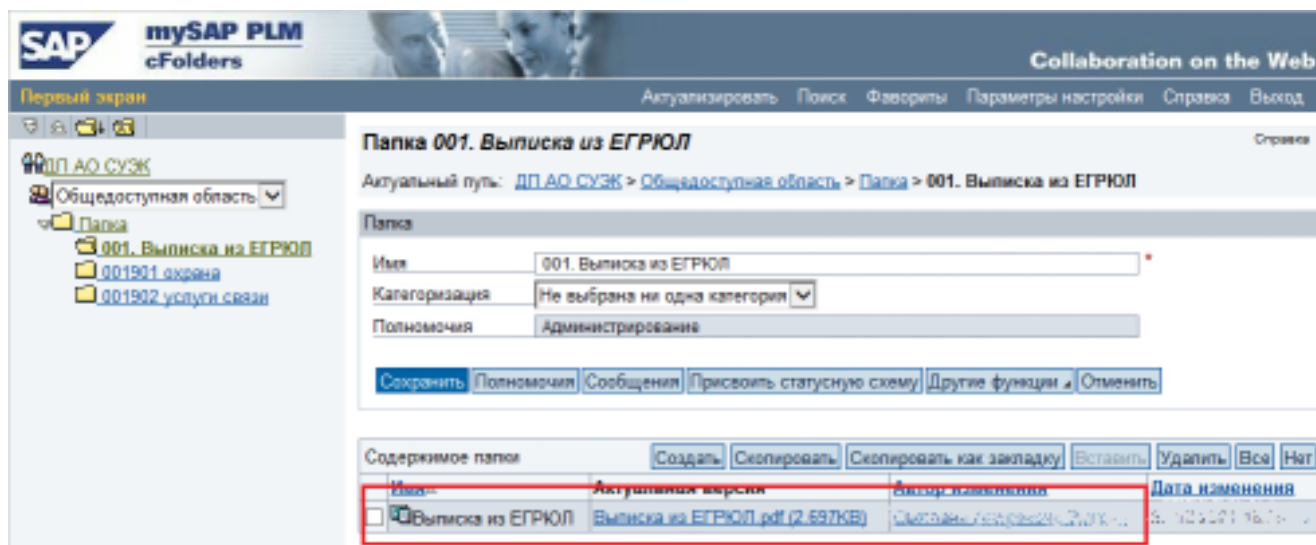 SAP mySAP PLM
cFolders
Collaboration on the Web
Первый экран Актуализировать Поиск Фавориты Параметры настройки Справка Выход
ДП АО СУЭК
Общедоступная область
Папка
001. Выписка из ЕГРЮЛ
001901 охрана
001902 услуги связи
Папка 001. Выписка из ЕГРЮЛ Справка
Актуальный путь: ДП АО СУЭК > Общедоступная область > Папка > 001. Выписка из ЕГРЮЛ
Папка
Имя 001. Выписка из ЕГРЮЛ *
Категоризация Не выбрана ни одна категория
Полномочия Администрирование
Сохранить Полномочия Сообщения Присвоить статусную схему Другие функции Отменить
Содержимое папки Создать Скопировать Скопировать как закладку Вставить Удалить Все Нет
Имя Актуальная версия Автор изменения Дата изменения
Выписка из ЕГРЮЛ Выписка из ЕГРЮЛ.pdf (2.597KB)